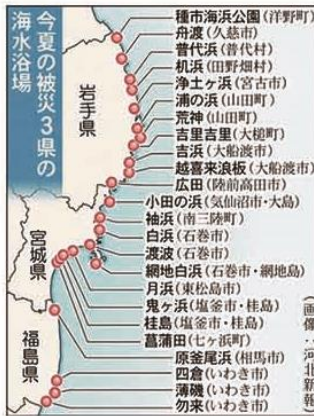 今夏の被災3県の
海水浴場
岩手県
宮城県
福島県
種市海浜公園(洋野町)
舟渡(久慈市)
普代浜(普代村)
机浜(田野畑村)
浄土ヶ浜(宮古市)
浦の浜(山田町)
荒神(山田町)
吉里吉里(大槌町)
吉浜(大船渡市)
越喜来浪板(大船渡市)
広田(陸前高田市)
小田の浜(気仙沼市・大島)
袖浜(南三陸町)
白浜(石巻市)
渡波(石巻市)
網地白浜(石巻市・網地島)
月浜(東松島市)
鬼ヶ浜(塩釜市・桂島)
桂島(塩釜市・桂島)
菖蒲田(七ヶ浜町)
原釜尾浜(相馬市)
四倉(いわき市)
薄磯(いわき市)
勿来(いわき市)
(画像:河北新報)